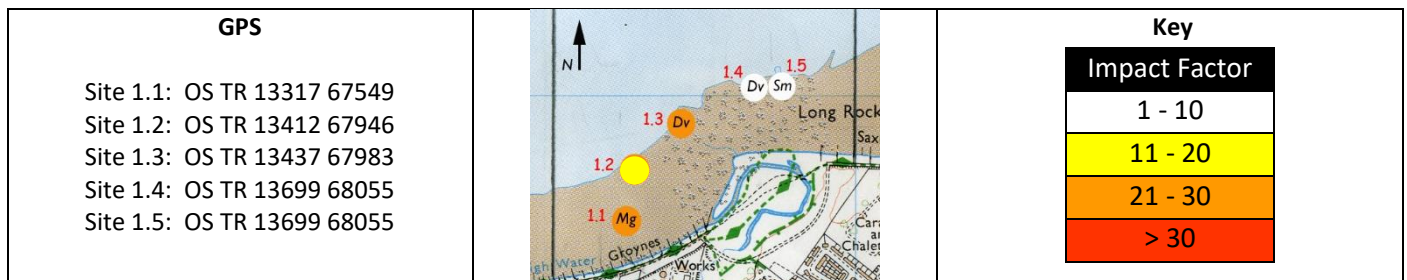 GPS
Site 1.1: OS TR 13317 67549
Site 1.2: OS TR 13412 67946
Site 1.3: OS TR 13437 67983
Site 1.4: OS TR 13699 68055
Site 1.5: OS TR 13699 68055
N
1.4
1.5
Dv
Sm
1.3
Dv
Long Rock
Sax
1.2
1.1
Mg
Groynes
Water
Works
Chalet
Key
Impact Factor
1 - 10
11 - 20
21 - 30
> 30